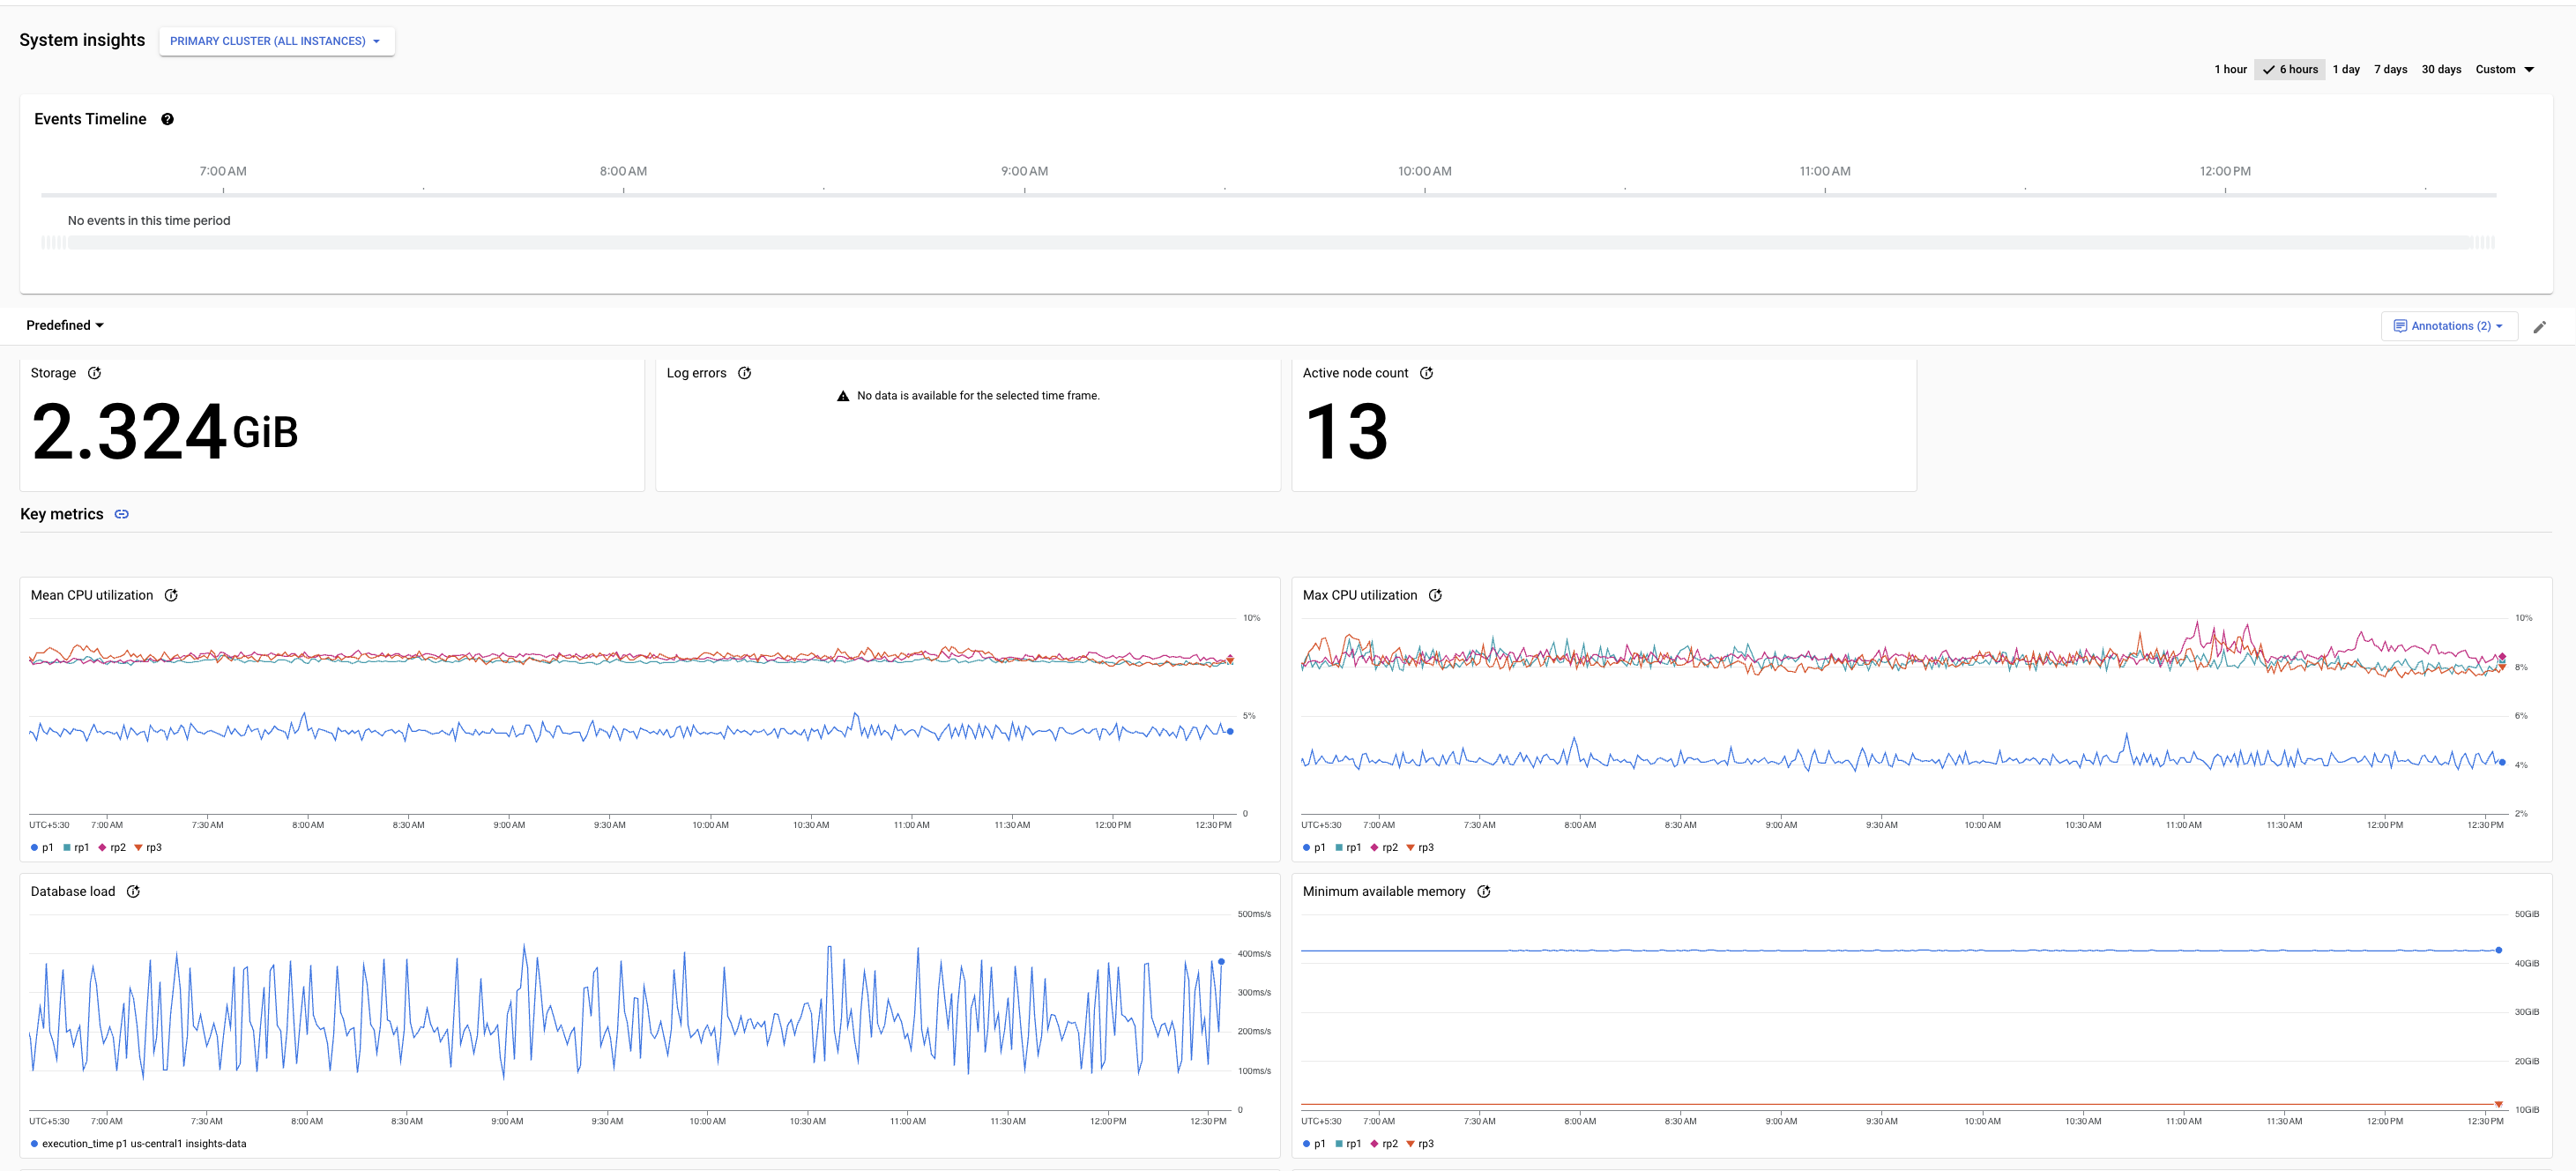 System insights PRIMARY CLUSTER (ALL INSTANCES)
1 hour 6 hours 1 day 7 days 30 days Custom
Events Timeline
7:00 AM 8:00 AM 9:00 AM 10:00 AM 11:00 AM 12:00 PM
No events in this time period
Predefined Annotations (2)
Storage
2.324 GiB
Log errors
No data is available for the selected time frame.
Active node count
13
Key metrics
Mean CPU utilization
10%
5%
0
UTC+5:30 7:00 AM 7:30 AM 8:00 AM 8:30 AM 9:00 AM 9:30 AM 10:00 AM 10:30 AM 11:00 AM 11:30 AM 12:00 PM 12:30 PM
p1 rp1 rp2 rp3
Max CPU utilization
10%
8%
6%
4%
2%
UTC+5:30 7:00 AM 7:30 AM 8:00 AM 8:30 AM 9:00 AM 9:30 AM 10:00 AM 10:30 AM 11:00 AM 11:30 AM 12:00 PM 12:30 PM
p1 rp1 rp2 rp3
Database load
500ms/s
400ms/s
300ms/s
200ms/s
100ms/s
0
UTC+5:30 7:00 AM 7:30 AM 8:00 AM 8:30 AM 9:00 AM 9:30 AM 10:00 AM 10:30 AM 11:00 AM 11:30 AM 12:00 PM 12:30 PM
execution_time p1 us-central1 insights-data
Minimum available memory
50GiB
40GiB
30GiB
20GiB
10GiB
UTC+5:30 7:00 AM 7:30 AM 8:00 AM 8:30 AM 9:00 AM 9:30 AM 10:00 AM 10:30 AM 11:00 AM 11:30 AM 12:00 PM 12:30 PM
p1 rp1 rp2 rp3